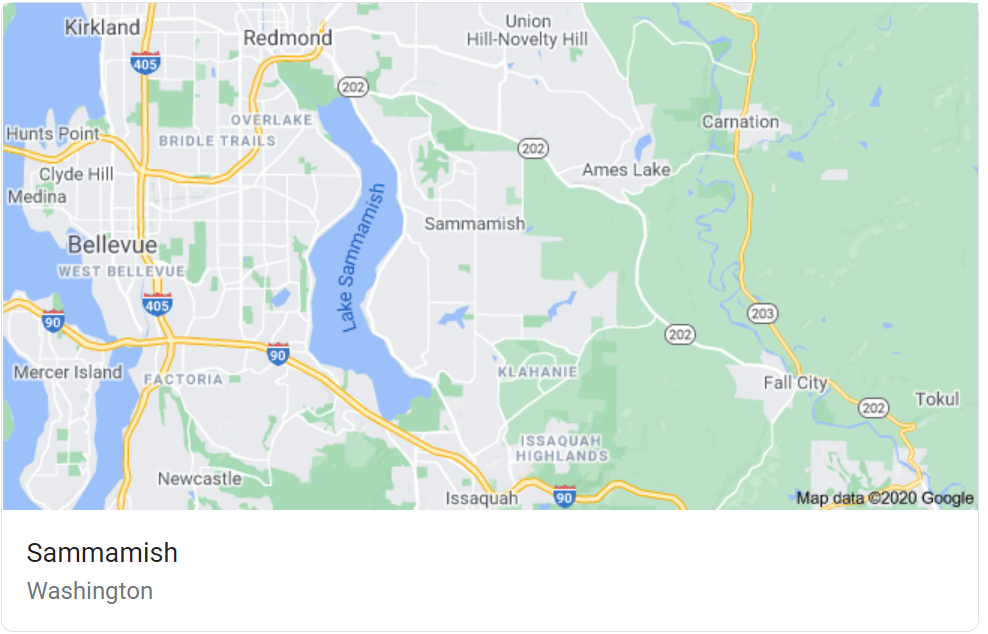 Kirkland
405
Redmond
Union
Hill-Novelty Hill
202
OVERLAKE
BRIDLE TRAILS
Hunts Point
Clyde Hill
Medina
202
Carnation
Ames Lake
Sammamish
Bellevue
WEST BELLEVUE
Lake Sammamish
405
90
90
203
202
Mercer Island
FACTORIA
KLAHANIE
Fall City
202
Tokul
ISSAQUAH
HIGHLANDS
Newcastle
Issaquah
90
Map data ©2020 Google
Sammamish
Washington